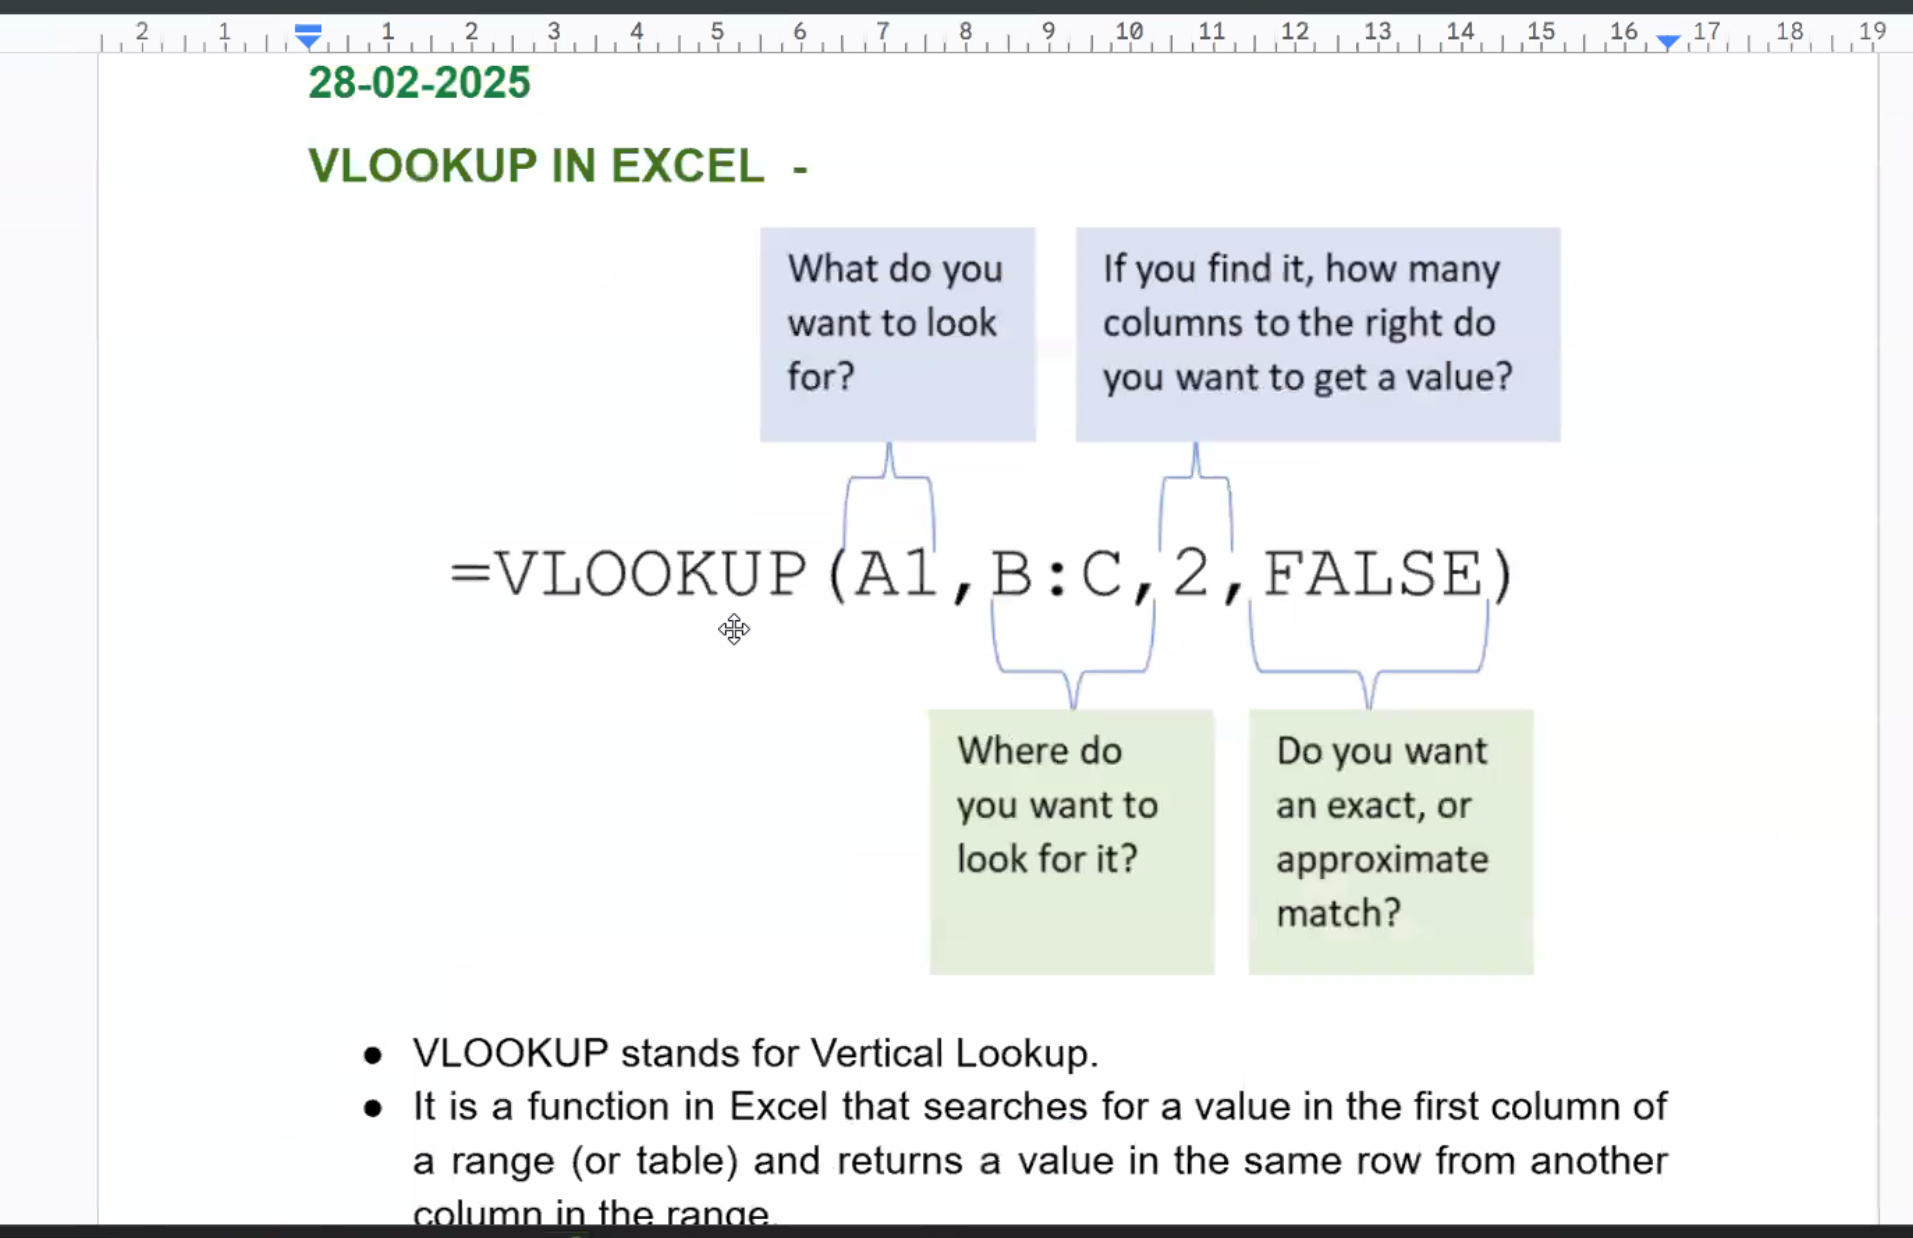 2 1 1 2 3 4 5 6 7 8 9 10 11 12 13 14 15 16 17 18 19
28-02-2025
VLOOKUP IN EXCEL -
What do you
want to look
for?
If you find it, how many
columns to the right do
you want to get a value?
=VLOOKUP(A1,B:C,2,FALSE)
Where do
you want to
look for it?
Do you want
an exact, or
approximate
match?
● VLOOKUP stands for Vertical Lookup.
● It is a function in Excel that searches for a value in the first column of
a range (or table) and returns a value in the same row from another
column in the range.